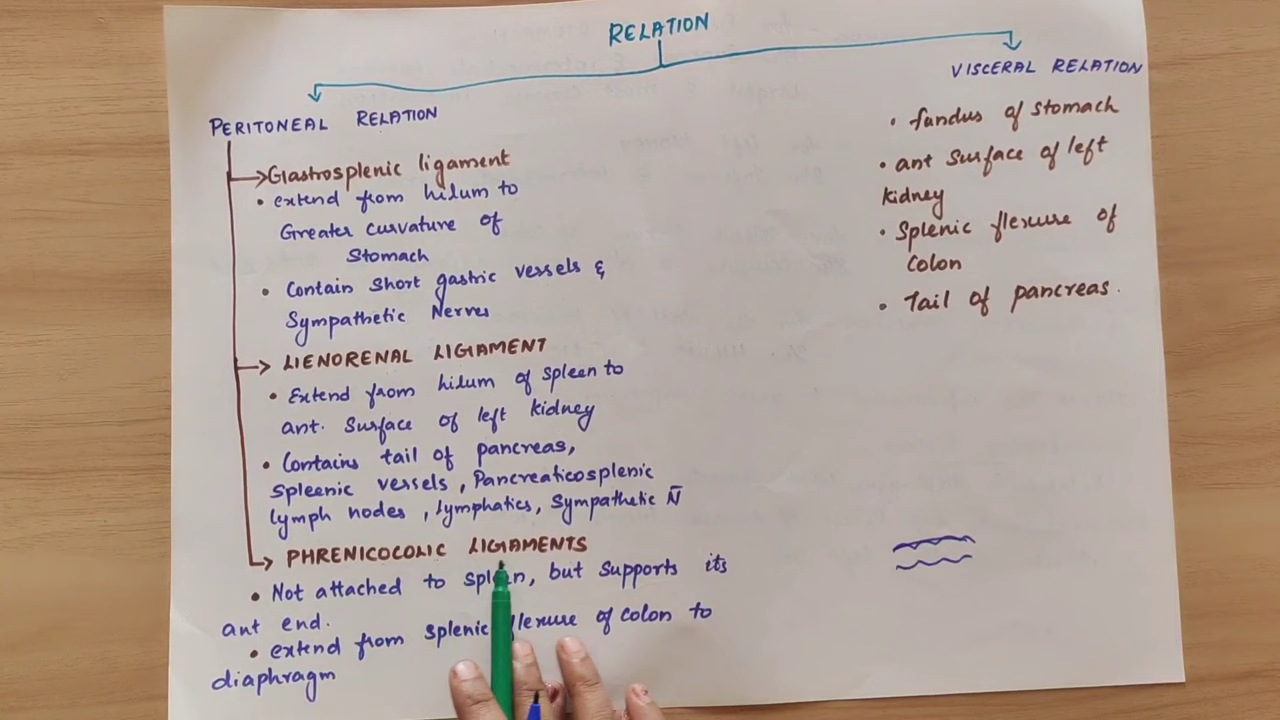 RELATION
PERITONEAL RELATION
Gastrosplenic ligament
• extend from hilum to
Greater curvature of
Stomach
• Contain short gastric vessels &
Sympathetic Nerves
LIENORENAL LIGAMENT
• Extend from hilum of spleen to
ant. Surface of left kidney
• Contains tail of pancreas,
Spleenic vessels, Pancreaticosplenic
lymph nodes, lymphatics, Sympathetic N̄
PHRENICOCOLIC LIGAMENTS
• Not attached to spleen, but supports its
ant end.
• extend from splenic flexure of colon to
diaphragm
VISCERAL RELATION
• fundus of stomach
• ant surface of left
kidney
• Splenic flexure of
Colon
• Tail of pancreas.